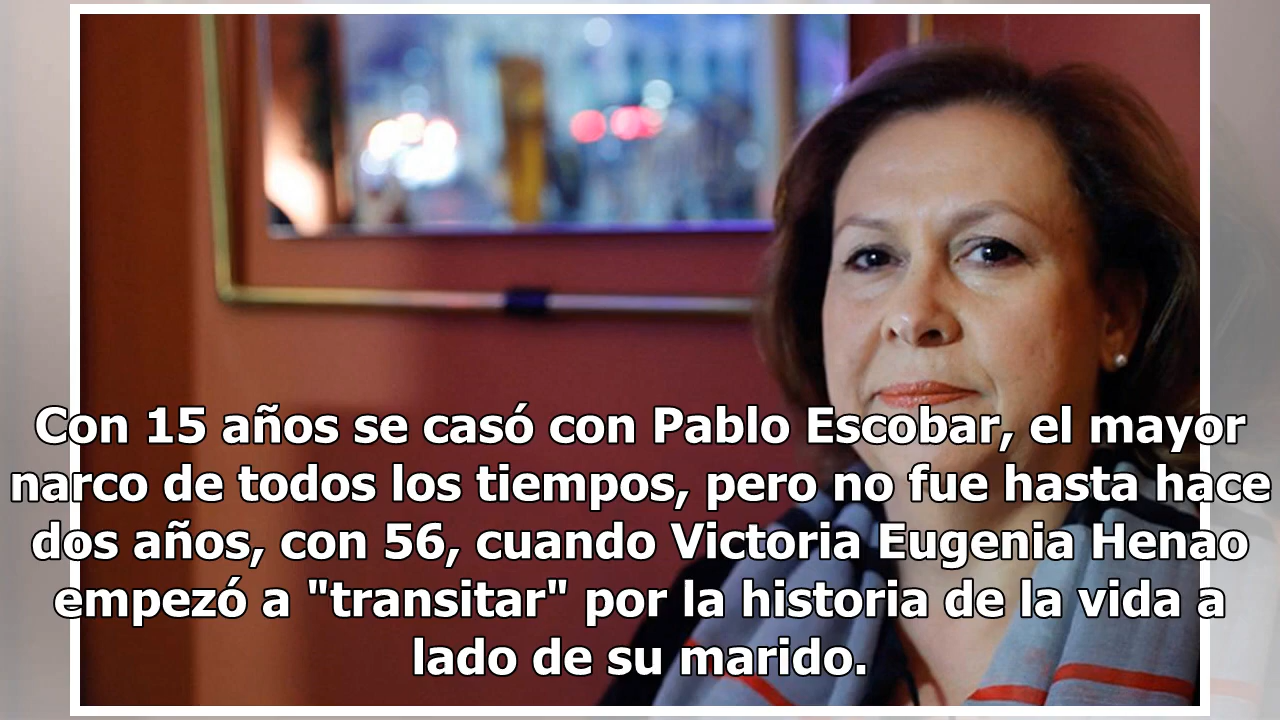 Con 15 años se casó con Pablo Escobar, el mayor
narco de todos los tiempos, pero no fue hasta hace
dos años, con 56, cuando Victoria Eugenia Henao
empezó a "transitar" por la historia de la vida a
lado de su marido.